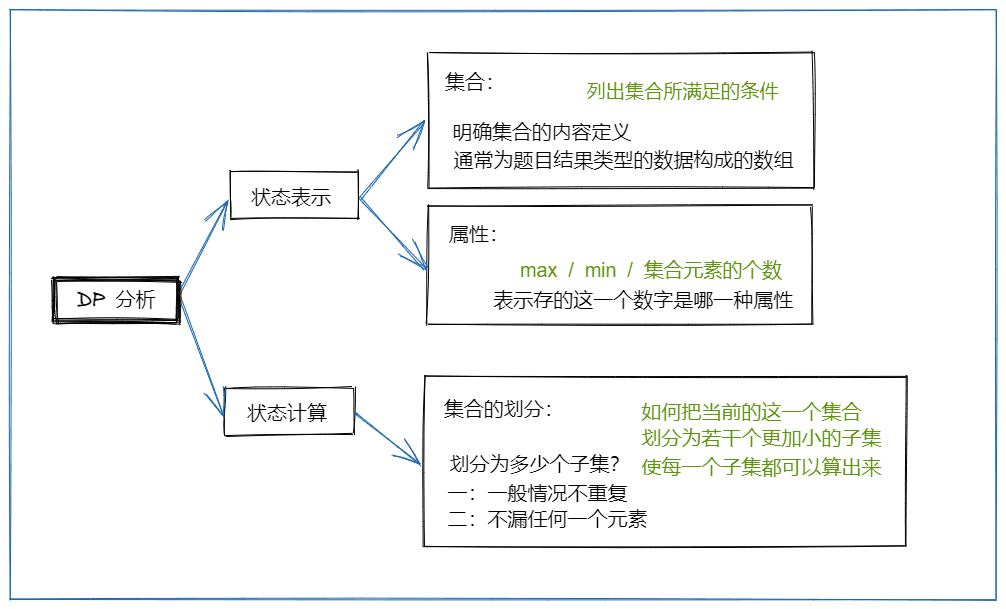 DP 分析
状态表示
集合：
列出集合所满足的条件
明确集合的内容定义
通常为题目结果类型的数据构成的数组
属性：
max / min / 集合元素的个数
表示存的这一个数字是哪一种属性
状态计算
集合的划分：
如何把当前的这一个集合
划分为若干个更加小的子集
使每一个子集都可以算出来
划分为多少个子集？
一：一般情况不重复
二：不漏任何一个元素